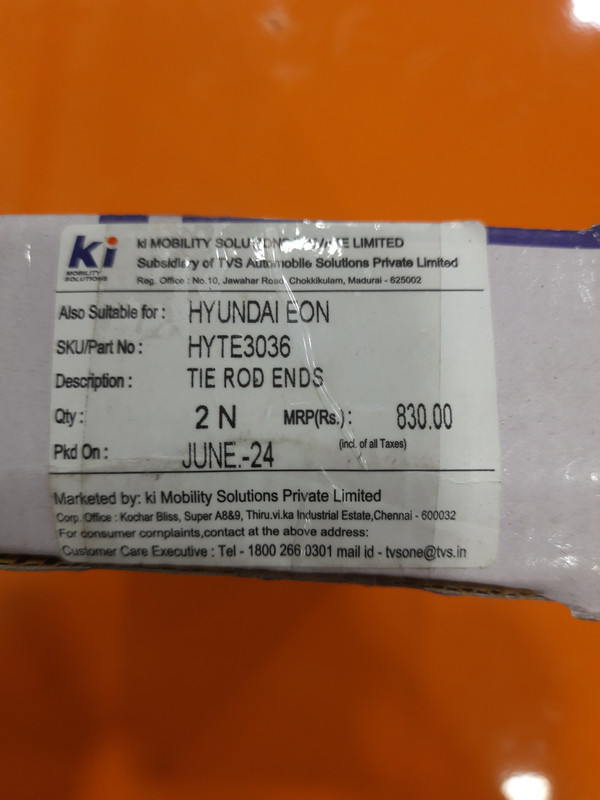 ki
MOBILITY
SOLUTIONS
ki MOBILITY SOLUTIONS PRIVATE LIMITED
Subsidiary of TVS Automobile Solutions Private Limited
Reg. Office : No.10, Jawahar Road, Chokkikulam, Madurai - 625002
Also Suitable for : HYUNDAI EON
SKU/Part No : HYTE3036
Description : TIE ROD ENDS
Qty : 2 N MRP(Rs.) : 830.00
(incl. of all Taxes)
Pkd On : JUNE.-24
Marketed by: ki Mobility Solutions Private Limited
Corp. Office : Kochar Bliss, Super A8&9, Thiru.vi.ka Industrial Estate,Chennai - 600032
For consumer complaints,contact at the above address:
Customer Care Executive : Tel - 1800 266 0301 mail id - tvsone@tvs.in